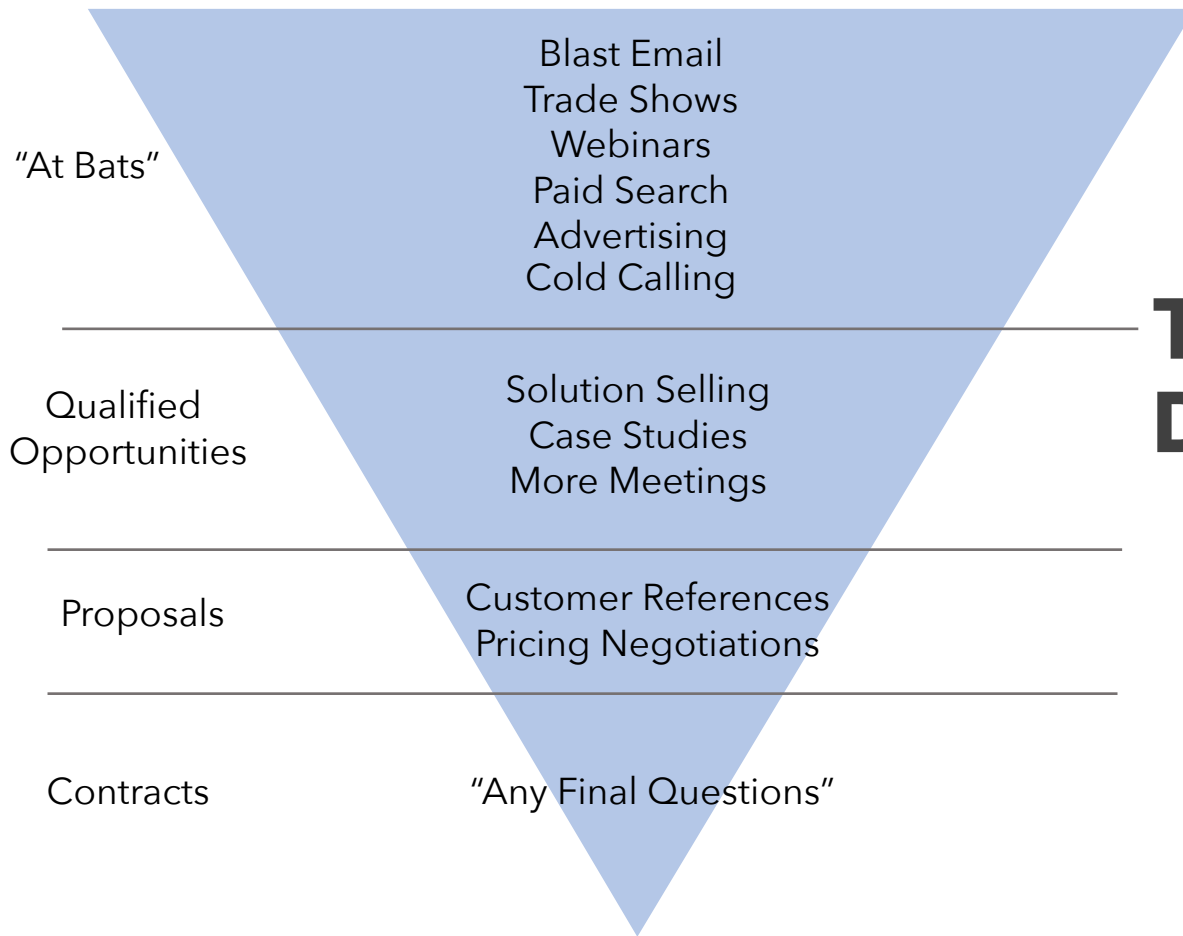 Blast Email
Trade Shows
Webinars
Paid Search
Advertising
Cold Calling
"At Bats"
Qualified
Opportunities
Solution Selling
Case Studies
More Meetings
Proposals
Customer References
Pricing Negotiations
Contracts
"Any Final Questions"